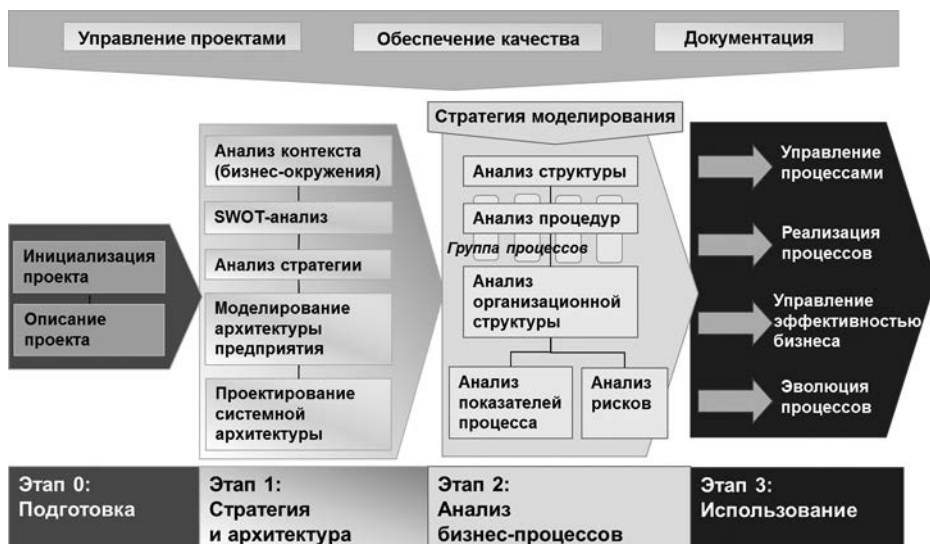 Управление проектами
Обеспечение качества
Документация
Инициализация
проекта
Описание
проекта
Анализ контекста
(бизнес-окружения)
SWOT-анализ
Анализ стратегии
Моделирование
архитектуры
предприятия
Проектирование
системной
архитектуры
Стратегия моделирования
Анализ структуры
Анализ процедур
Группа процессов
Анализ
организационной
структуры
Анализ
показателей
процесса
Анализ
рисков
Управление
процессами
Реализация
процессов
Управление
эффективностью
бизнеса
Эволюция
процессов
Этап 0:
Подготовка
Этап 1:
Стратегия
и архитектура
Этап 2:
Анализ
бизнес-процессов
Этап 3:
Использование